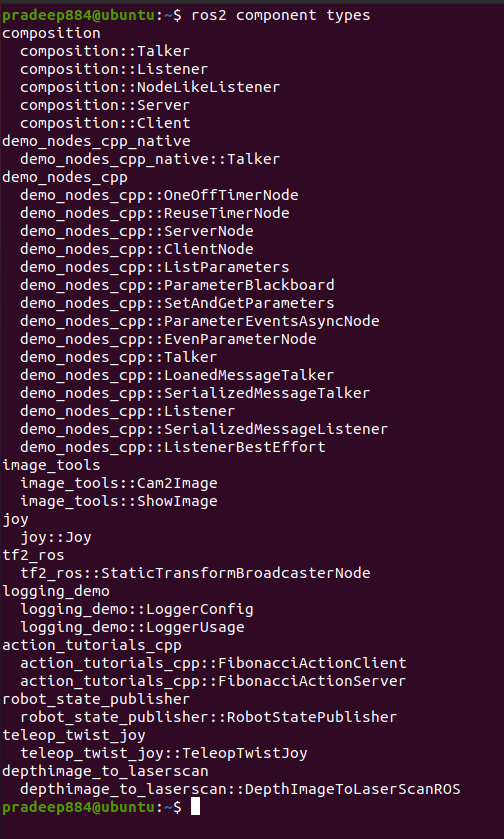 pradeep884@ubuntu:~$ ros2 component types
composition
  composition::Talker
  composition::Listener
  composition::NodeLikeListener
  composition::Server
  composition::Client
demo_nodes_cpp_native
  demo_nodes_cpp_native::Talker
demo_nodes_cpp
  demo_nodes_cpp::OneOffTimerNode
  demo_nodes_cpp::ReuseTimerNode
  demo_nodes_cpp::ServerNode
  demo_nodes_cpp::ClientNode
  demo_nodes_cpp::ListParameters
  demo_nodes_cpp::ParameterBlackboard
  demo_nodes_cpp::SetAndGetParameters
  demo_nodes_cpp::ParameterEventsAsyncNode
  demo_nodes_cpp::EvenParameterNode
  demo_nodes_cpp::Talker
  demo_nodes_cpp::LoanedMessageTalker
  demo_nodes_cpp::SerializedMessageTalker
  demo_nodes_cpp::Listener
  demo_nodes_cpp::SerializedMessageListener
  demo_nodes_cpp::ListenerBestEffort
image_tools
  image_tools::Cam2Image
  image_tools::ShowImage
joy
  joy::Joy
tf2_ros
  tf2_ros::StaticTransformBroadcasterNode
logging_demo
  logging_demo::LoggerConfig
  logging_demo::LoggerUsage
action_tutorials_cpp
  action_tutorials_cpp::FibonacciActionClient
  action_tutorials_cpp::FibonacciActionServer
robot_state_publisher
  robot_state_publisher::RobotStatePublisher
teleop_twist_joy
  teleop_twist_joy::TeleopTwistJoy
depthimage_to_laserscan
  depthimage_to_laserscan::DepthImageToLaserScanROS
pradeep884@ubuntu:~$